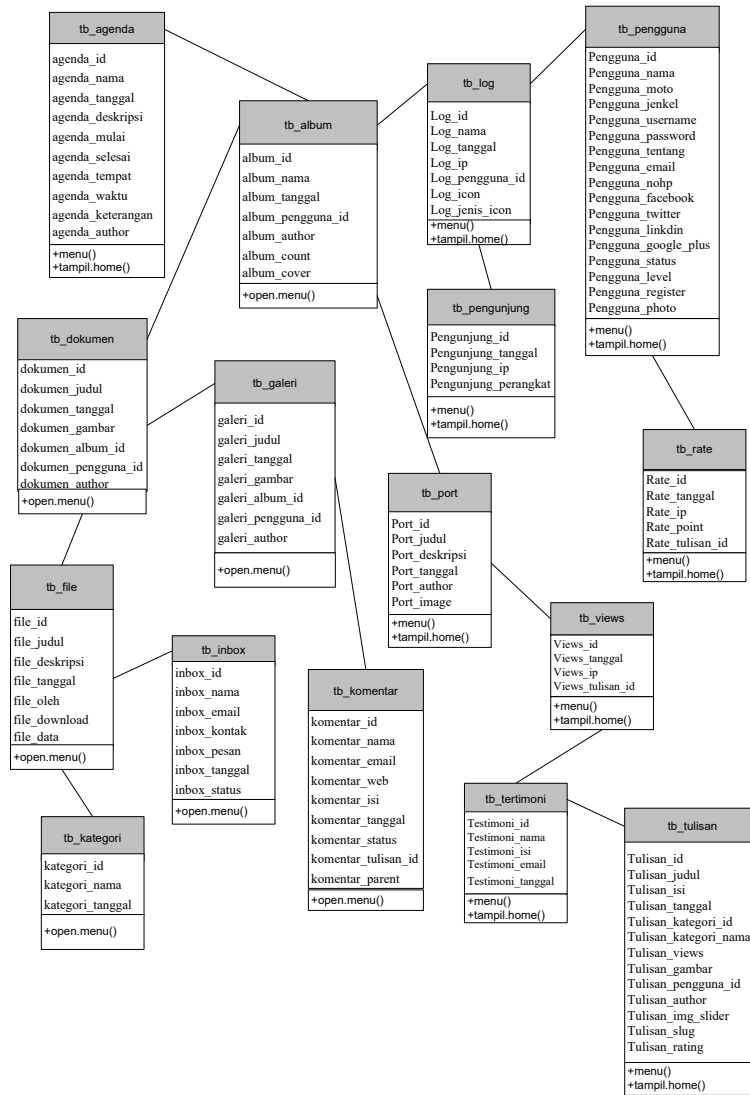 tb_agenda
agenda_id
agenda_nama
agenda_tanggal
agenda_deskripsi
agenda_mulai
agenda_selesai
agenda_tempat
agenda_waktu
agenda_keterangan
agenda_author
+menu()
+tampil.home()
tb_album
album_id
album_nama
album_tanggal
album_pengguna_id
album_author
album_count
album_cover
+open.menu()
tb_log
Log_id
Log_nama
Log_tanggal
Log_ip
Log_pengguna_id
Log_icon
Log_jenis_icon
+menu()
+tampil.home()
tb_pengguna
Pengguna_id
Pengguna_nama
Pengguna_moto
Pengguna_jenkel
Pengguna_username
Pengguna_password
Pengguna_tentang
Pengguna_email
Pengguna_nohp
Pengguna_facebook
Pengguna_twitter
Pengguna_linkdin
Pengguna_google_plus
Pengguna_status
Pengguna_level
Pengguna_register
Pengguna_photo
+menu()
+tampil.home()
tb_pengunjung
Pengunjung_id
Pengunjung_tanggal
Pengunjung_ip
Pengunjung_perangkat
+menu()
+tampil.home()
tb_dokumen
dokumen_id
dokumen_judul
dokumen_tanggal
dokumen_gambar
dokumen_album_id
dokumen_pengguna_id
dokumen_author
+open.menu()
tb_galeri
galeri_id
galeri_judul
galeri_tanggal
galeri_gambar
galeri_album_id
galeri_pengguna_id
galeri_author
+open.menu()
tb_rate
Rate_id
Rate_tanggal
Rate_ip
Rate_point
Rate_tulisan_id
+menu()
+tampil.home()
tb_port
Port_id
Port_judul
Port_deskripsi
Port_tanggal
Port_author
Port_image
+menu()
+tampil.home()
tb_file
file_id
file_judul
file_deskripsi
file_tanggal
file_oleh
file_download
file_data
+open.menu()
tb_inbox
inbox_id
inbox_nama
inbox_email
inbox_kontak
inbox_pesan
inbox_tanggal
inbox_status
+open.menu()
tb_views
Views_id
Views_tanggal
Views_ip
Views_tulisan_id
+menu()
+tampil.home()
tb_komentar
komentar_id
komentar_nama
komentar_email
komentar_web
komentar_isi
komentar_tanggal
komentar_status
komentar_tulisan_id
komentar_parent
+open.menu()
tb_kategori
kategori_id
kategori_nama
kategori_tanggal
+open.menu()
tb_tertimoni
Testimoni_id
Testimoni_nama
Testimoni_isi
Testimoni_email
Testimoni_tanggal
+menu()
+tampil.home()
tb_tulisan
Tulisan_id
Tulisan_judul
Tulisan_isi
Tulisan_tanggal
Tulisan_kategori_id
Tulisan_kategori_nama
Tulisan_views
Tulisan_gambar
Tulisan_pengguna_id
Tulisan_author
Tulisan_img_slider
Tulisan_slug
Tulisan_rating
+menu()
+tampil.home()